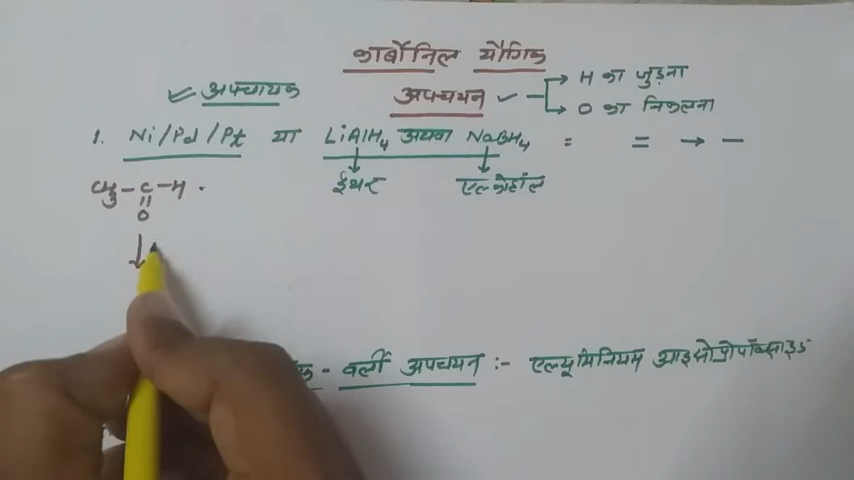 कार्बोनिल यौगिक
✓ अपचायक
अपचयन ✓ → H का जुड़ना
→ O का निकलना
1. Ni/Pd/Pt या LiAlH4 अथवा NaBH4 = = → —
ईथर एल्कोहॉल
CH3 – C – H .
O
वर्ली अपचयन :- एल्यूमिनियम आइसोप्रोपॉक्साइड